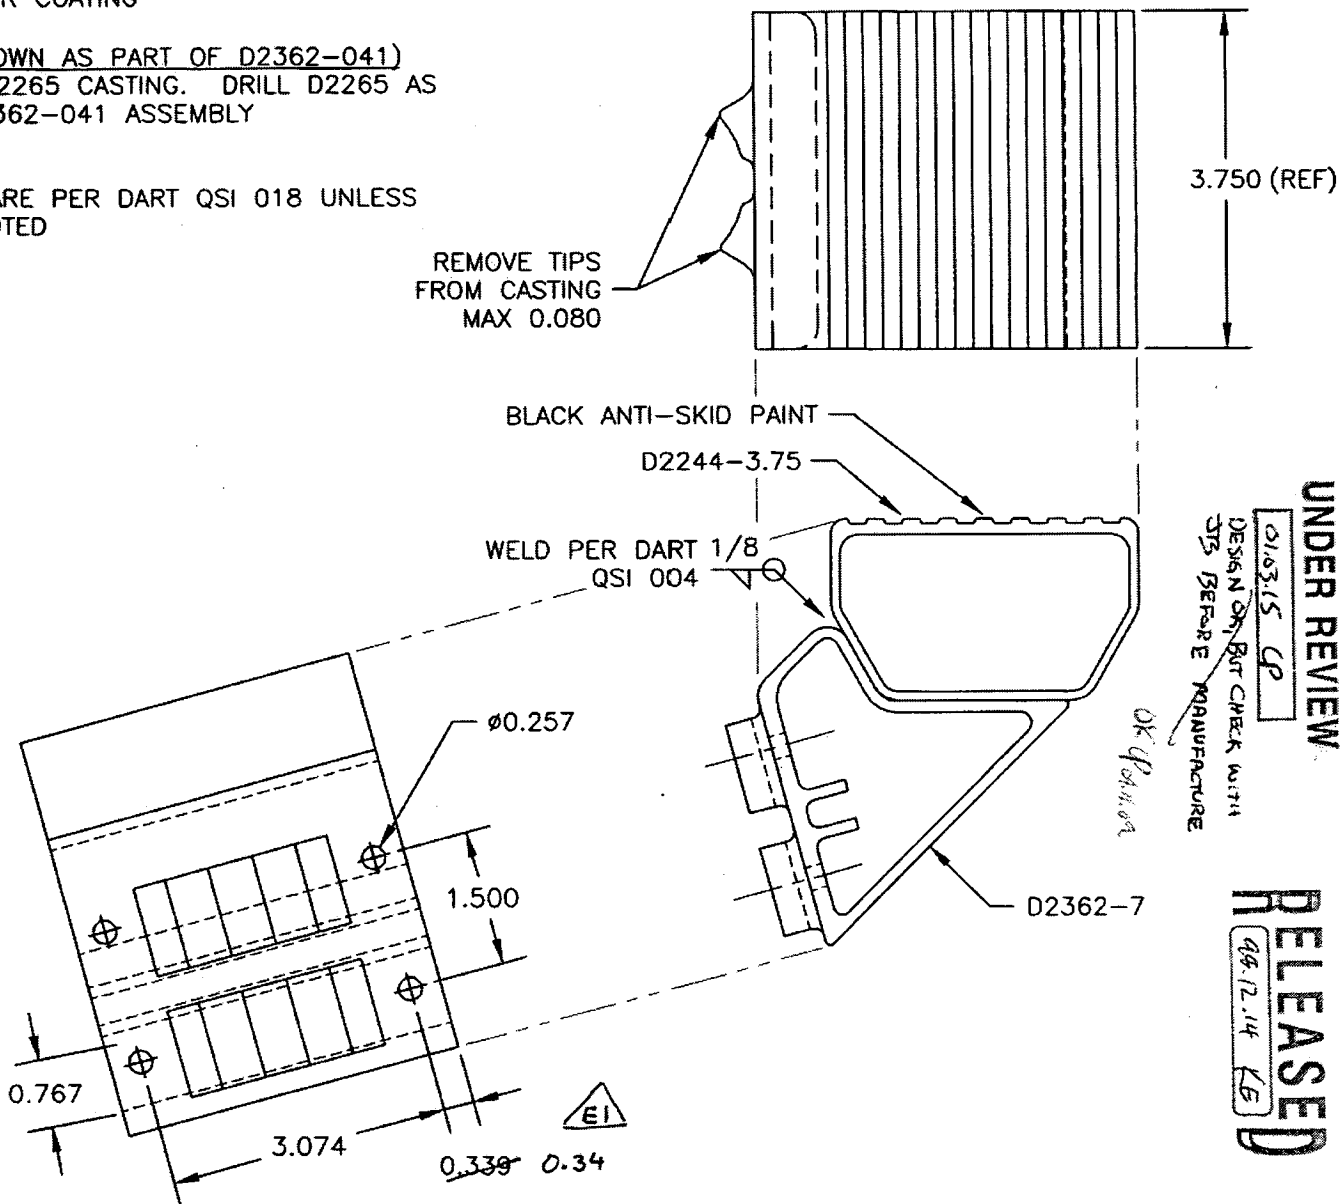 R COATING
OWN AS PART OF D2362-041)
2265 CASTING. DRILL D2265 AS
362-041 ASSEMBLY
ARE PER DART QSI 018 UNLESS
OTED
3.750 (REF)
REMOVE TIPS
FROM CASTING
MAX 0.080
BLACK ANTI-SKID PAINT
D2244-3.75
WELD PER DART 1/8
QSI 004
UNDER REVIEW
01.03.15 CP
DESIGN OK, BUT CHECK WITH
JB BEFORE MANUFACTURE
OK CP
ø0.257
1.500
D2362-7
RELEASED
99.12.14 KE
0.767
3.074
E1
0.339 0.34